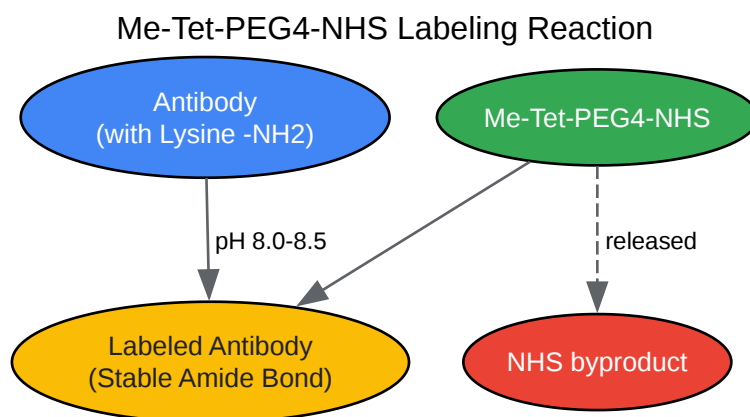 Me-Tet-PEG4-NHS Labeling Reaction
Antibody
(with Lysine -NH2)
Me-Tet-PEG4-NHS
pH 8.0-8.5
released
Labeled Antibody
(Stable Amide Bond)
NHS byproduct